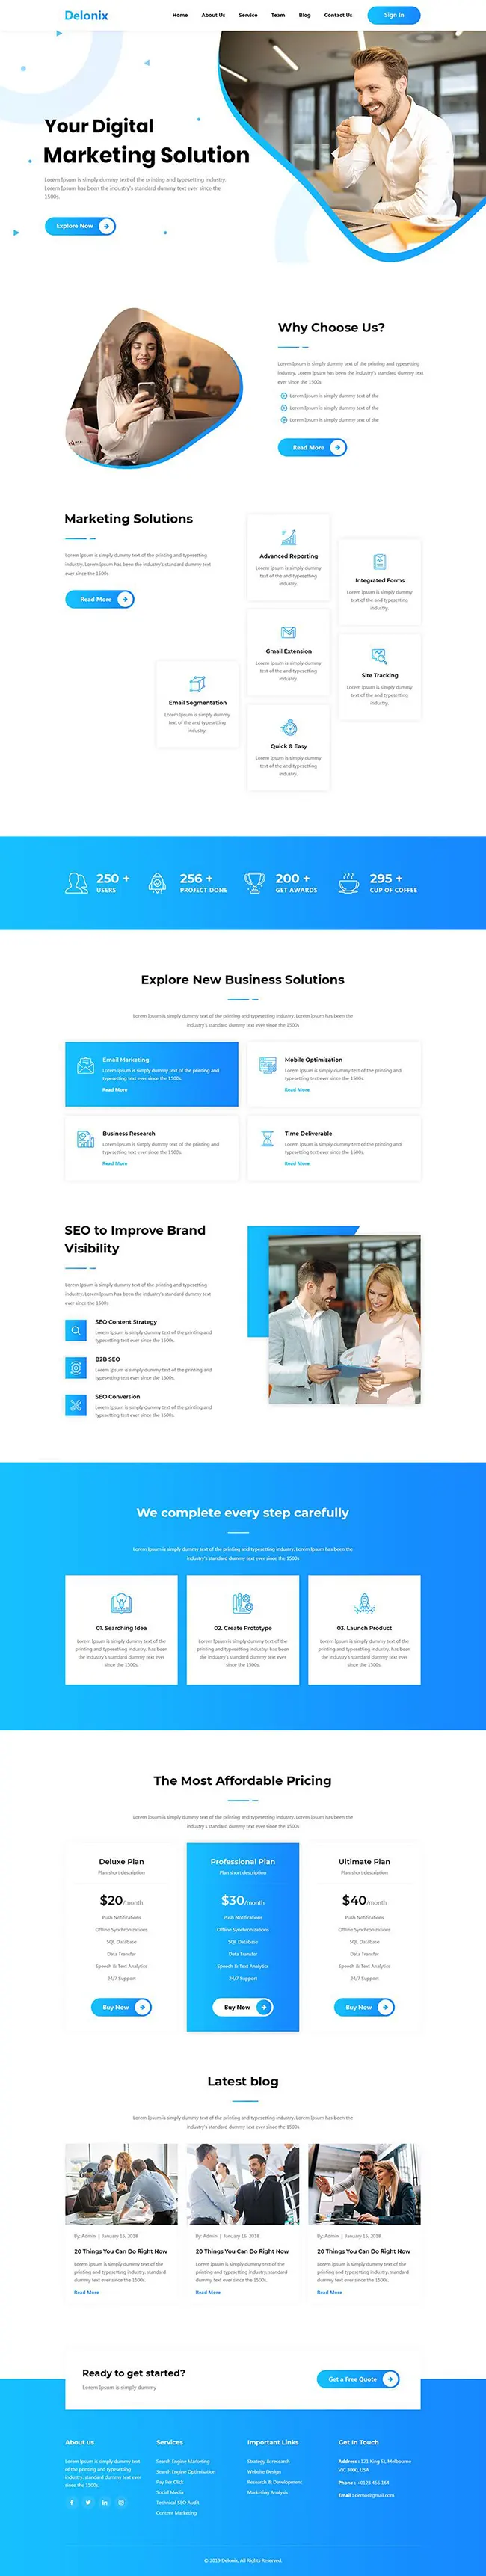 Delonix
Home
About Us
Service
Team
Blog
Contact Us
Sign In
Your Digital
Marketing Solution
Lorem Ipsum is simply dummy text of the printing and typesetting industry.
Lorem Ipsum has been the industry's standard dummy text ever since the
1500s.
Explore Now
Why Choose Us?
Lorem Ipsum is simply dummy text of the printing and typesetting
industry. Lorem Ipsum has been the industry's standard dummy text
ever since the 1500s
Lorem Ipsum is simply dummy text of the
Lorem Ipsum is simply dummy text of the
Lorem Ipsum is simply dummy text of the
Read More
Marketing Solutions
Lorem Ipsum is simply dummy text of the printing and typesetting
industry. Lorem Ipsum has been the industry's standard dummy text
ever since the 1500s
Read More
Advanced Reporting
Lorem Ipsum is simply dummy
text of the and typesetting
industry.
Integrated Forms
Lorem Ipsum is simply dummy
text of the and typesetting
industry.
Gmail Extension
Lorem Ipsum is simply dummy
text of the and typesetting
industry.
Site Tracking
Lorem Ipsum is simply dummy
text of the and typesetting
industry.
Email Segmentation
Lorem Ipsum is simply dummy
text of the and typesetting
industry.
Quick & Easy
Lorem Ipsum is simply dummy
text of the and typesetting
industry.
250 +
USERS
256 +
PROJECT DONE
200 +
GET AWARDS
295 +
CUP OF COFFEE
Explore New Business Solutions
Lorem Ipsum is simply dummy text of the printing and typesetting industry. Lorem Ipsum has been the
industry's standard dummy text ever since the 1500s
Email Marketing
Lorem Ipsum is simply dummy text of the printing and
typesetting text ever since the 1500s.
Read More
Mobile Optimization
Lorem Ipsum is simply dummy text of the printing and
typesetting text ever since the 1500s.
Read More
Business Research
Lorem Ipsum is simply dummy text of the printing and
typesetting text ever since the 1500s.
Read More
Time Deliverable
Lorem Ipsum is simply dummy text of the printing and
typesetting text ever since the 1500s.
Read More
SEO to Improve Brand
Visibility
Lorem Ipsum is simply dummy text of the printing and typesetting
industry. Lorem Ipsum has been the industry's standard dummy text
ever since the 1500s
SEO Content Strategy
Lorem Ipsum is simply dummy text of the printing and
typesetting text ever since the 1500s.
B2B SEO
Lorem Ipsum is simply dummy text of the printing and
typesetting text ever since the 1500s.
SEO Conversion
Lorem Ipsum is simply dummy text of the printing and
typesetting text ever since the 1500s.
We complete every step carefully
Lorem Ipsum is simply dummy text of the printing and typesetting industry. Lorem Ipsum has been the
industry's standard dummy text ever since the 1500s
01. Searching Idea
Lorem Ipsum is simply dummy text of the
printing and typesetting industry. has been
the industry's standard dummy text ever
since the 1500s.
02. Create Prototype
Lorem Ipsum is simply dummy text of the
printing and typesetting industry. has been
the industry's standard dummy text ever
since the 1500s.
03. Launch Product
Lorem Ipsum is simply dummy text of the
printing and typesetting industry. has been
the industry's standard dummy text ever
since the 1500s.
The Most Affordable Pricing
Lorem Ipsum is simply dummy text of the printing and typesetting industry. Lorem Ipsum has been the
industry's standard dummy text ever since the 1500s
Deluxe Plan
Plan short description
$20/month
Push Notifications
Offline Synchronizations
SQL Database
Data Transfer
Speech & Text Analytics
24/7 Support
Buy Now
Professional Plan
Plan short description
$30/month
Push Notifications
Offline Synchronizations
SQL Database
Data Transfer
Speech & Text Analytics
24/7 Support
Buy Now
Ultimate Plan
Plan short description
$40/month
Push Notifications
Offline Synchronizations
SQL Database
Data Transfer
Speech & Text Analytics
24/7 Support
Buy Now
Latest blog
Lorem Ipsum is simply dummy text of the printing and typesetting industry. Lorem Ipsum has been the
industry's standard dummy text ever since the 1500s
By: Admin | January 16, 2018
20 Things You Can Do Right Now
Lorem Ipsum is simply dummy text of the
printing and typesetting industry. standard
dummy text ever since the 1500s.
Read More
By: Admin | January 16, 2018
20 Things You Can Do Right Now
Lorem Ipsum is simply dummy text of the
printing and typesetting industry. standard
dummy text ever since the 1500s.
Read More
By: Admin | January 16, 2018
20 Things You Can Do Right Now
Lorem Ipsum is simply dummy text of the
printing and typesetting industry. standard
dummy text ever since the 1500s.
Read More
Ready to get started?
Lorem Ipsum is simply dummy
Get a Free Quote
About us
Lorem Ipsum is simply dummy text
of the printing and typesetting
industry. standard dummy text ever
since the 1500s.
Services
Search Engine Marketing
Search Engine Optimisation
Pay Per Click
Social Media
Technical SEO Audit
Content Marketing
Important Links
Strategy & research
Website Design
Research & Development
Marketing Analysis
Get In Touch
Address : 121 King St, Melbourne
VIC 3000, USA
Phone : +0123 456 184
Email : demo@gmail.com
© 2019 Delonix. All Rights Reserved.